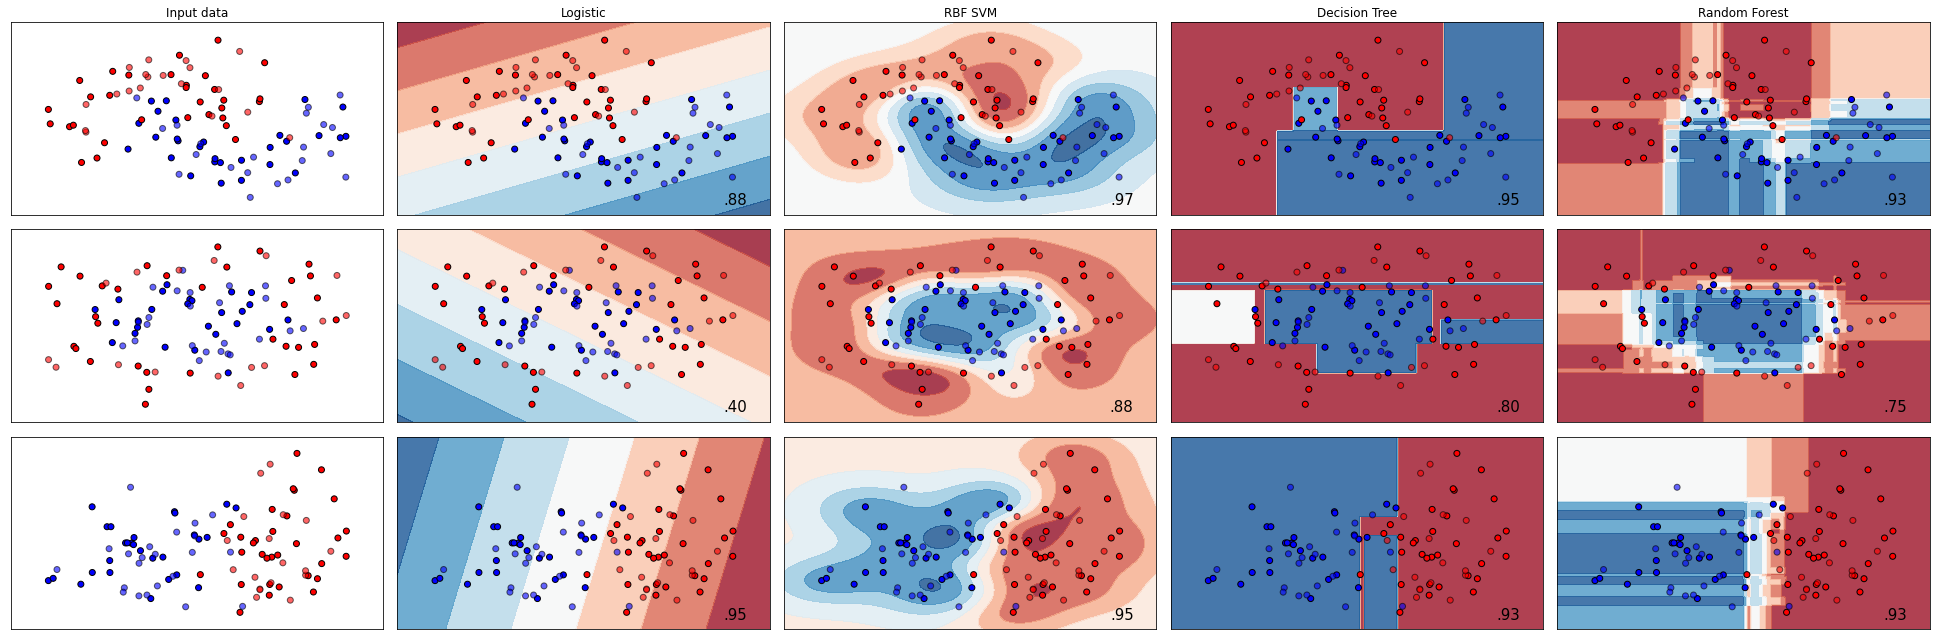 Input data
Logistic
RBF SVM
Decision Tree
Random Forest
.88
.97
.95
.93
.40
.88
.80
.75
.95
.95
.93
.93